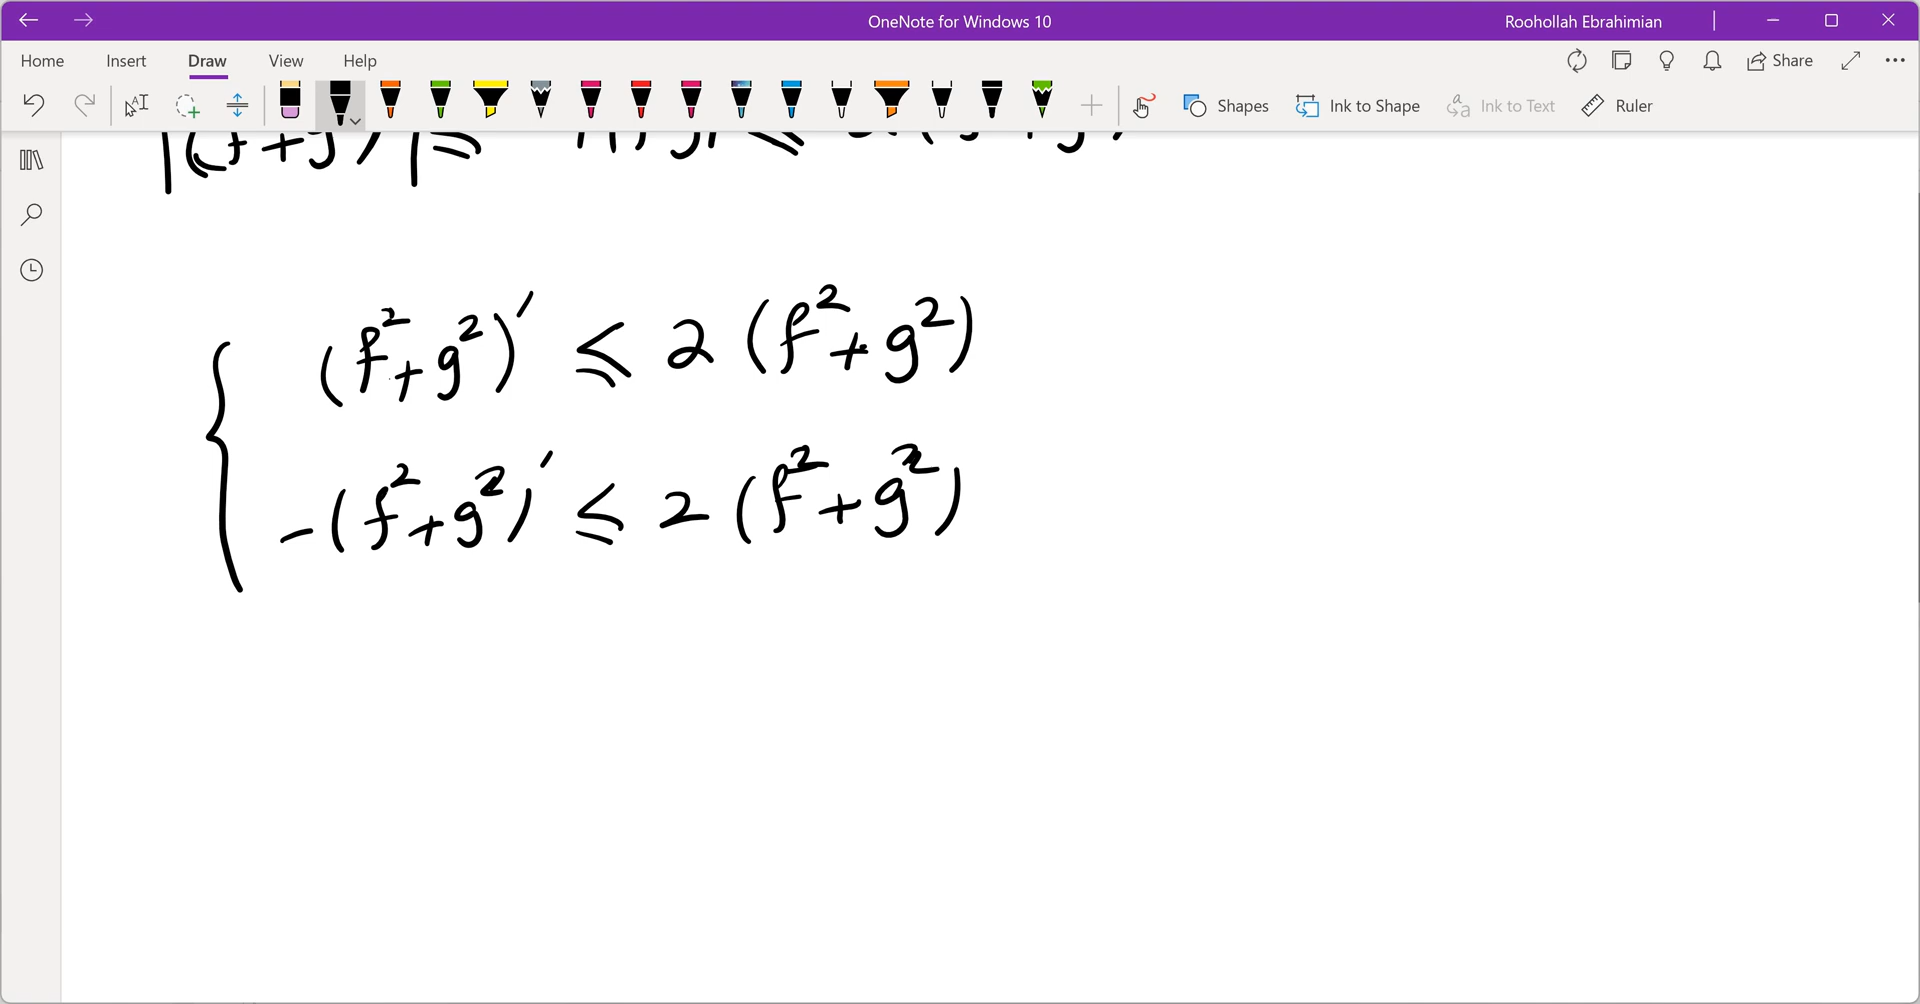 OneNote for Windows 10
Roohollah Ebrahimian
Home Insert Draw View Help Share
Shapes Ink to Shape Ink to Text Ruler
(f²+g²)′ ≤ 2 (f²+g²)
-(f²+g²)′ ≤ 2 (f²+g²)